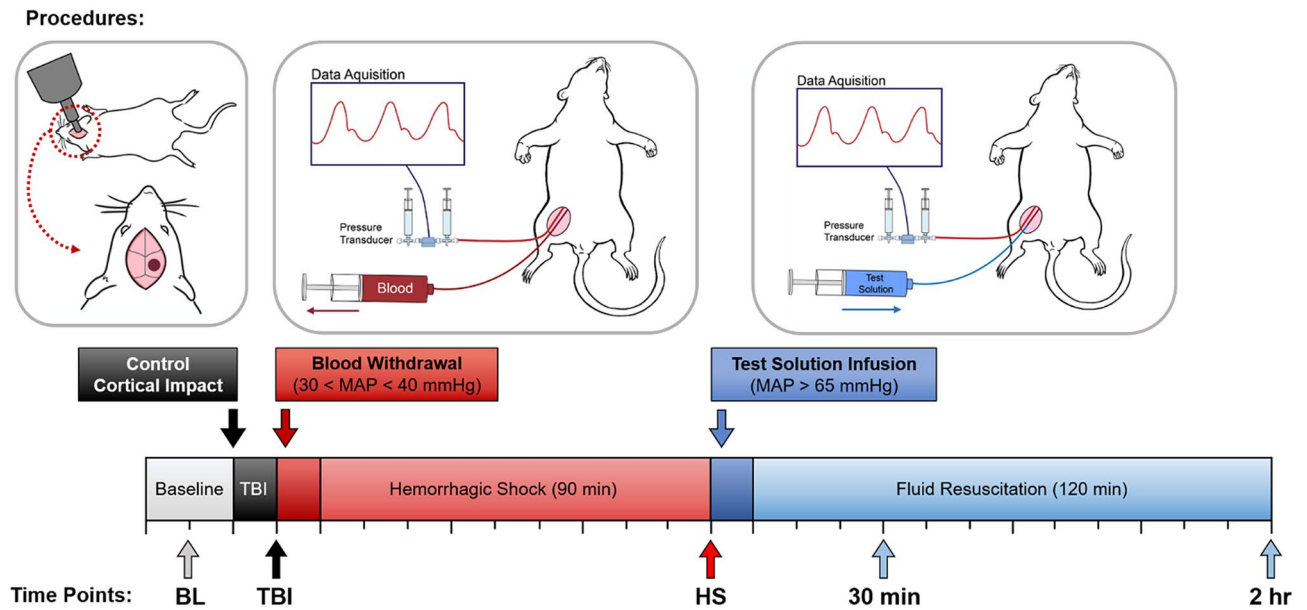 Procedures:
Data Aquisition
Pressure
Transducer
Blood
Data Aquisition
Pressure
Transducer
Test
Solution
Control
Cortical Impact
Blood Withdrawal
(30 < MAP < 40 mmHg)
Test Solution Infusion
(MAP > 65 mmHg)
Baseline
TBI
Hemorrhagic Shock (90 min)
Fluid Resuscitation (120 min)
Time Points:
BL
TBI
HS
30 min
2 hr